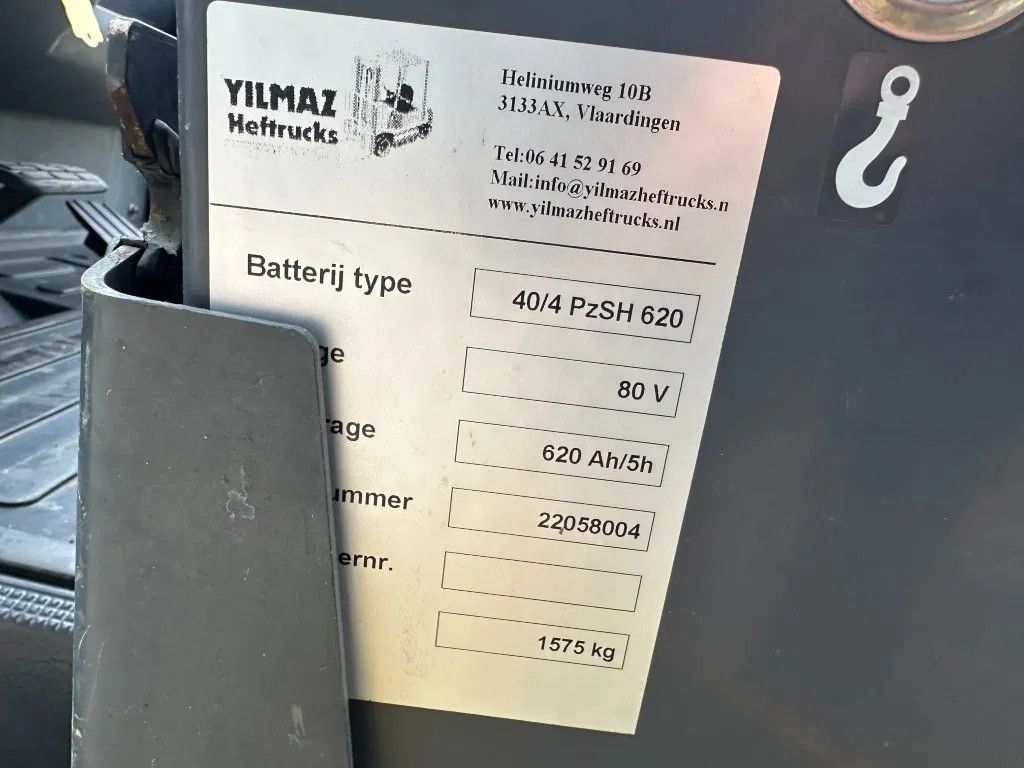 YILMAZ
Heftrucks
Heliniumweg 10B
3133AX, Vlaardingen
Tel:06 41 52 91 69
Mail:info@yilmazheftrucks.n
www.yilmazheftrucks.nl
Batterij type 40/4 PzSH 620
ge 80 V
rage 620 Ah/5h
ummer 22058004
ernr.
1575 kg